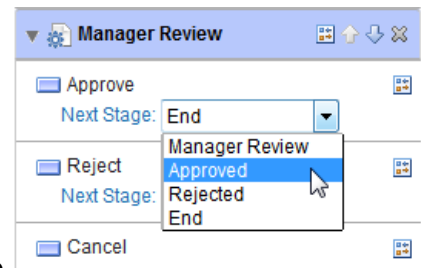 Manager Review
Approve
Next Stage: End
Manager Review
Approved
Reject
Next Stage: Rejected
End
Cancel